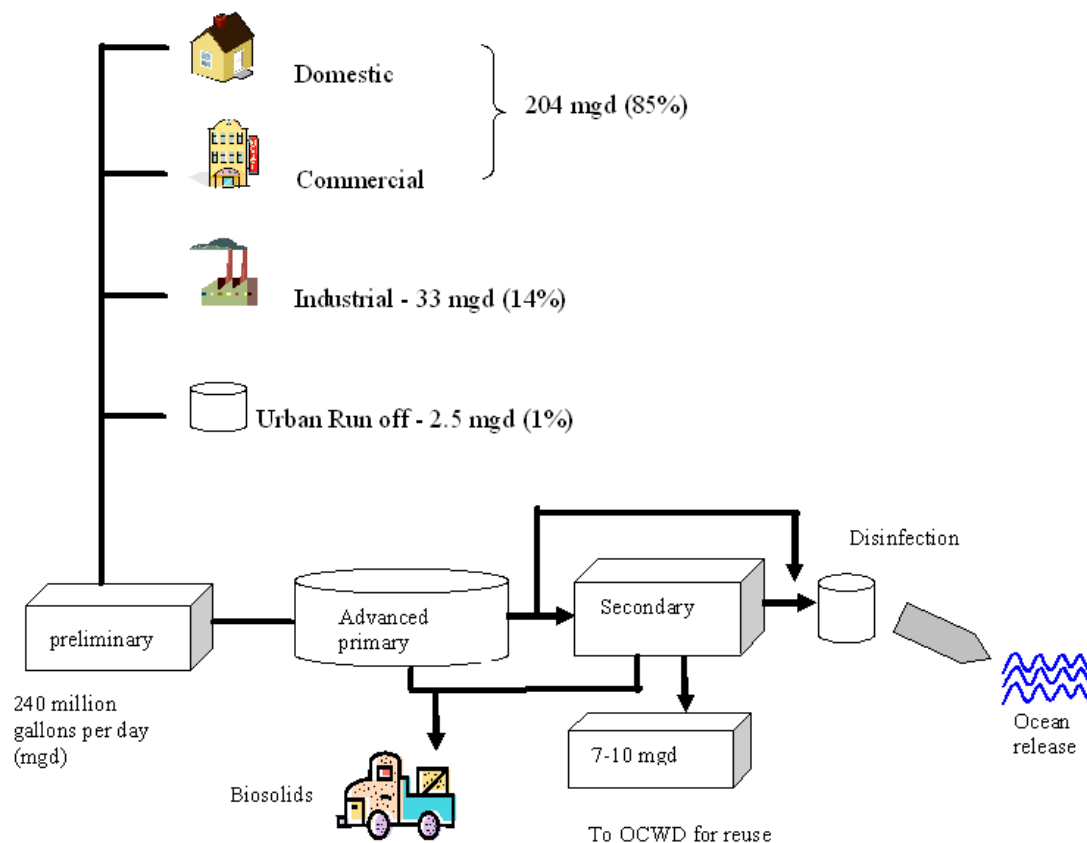 Domestic
204 mgd (85%)
Commercial
Industrial - 33 mgd (14%)
Urban Run off - 2.5 mgd (1%)
Disinfection
preliminary
Advanced
primary
Secondary
240 million
gallons per day
(mgd)
7-10 mgd
Ocean
release
Biosolids
To OCWD for reuse